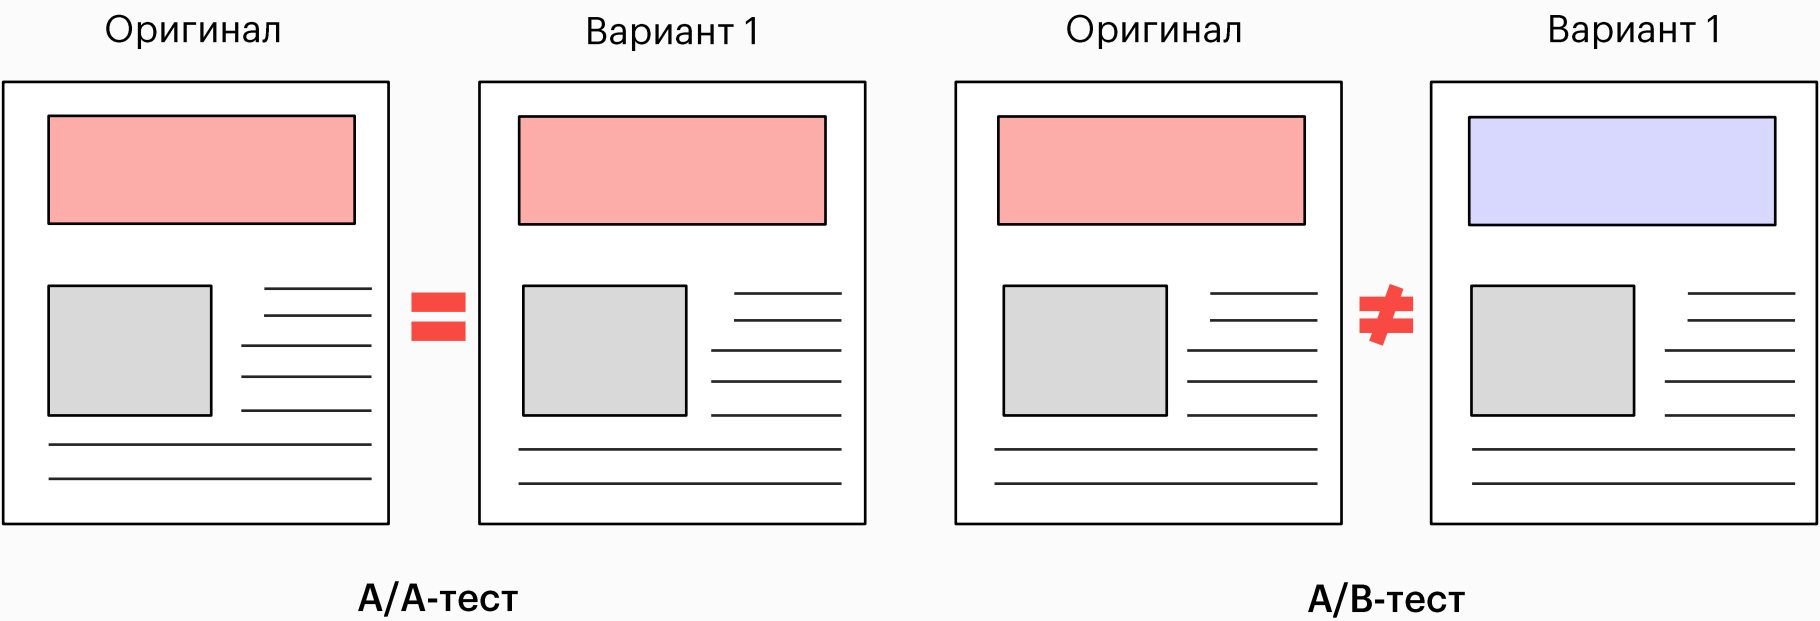 Оригинал
Вариант 1
Оригинал
Вариант 1
=
≠
A/A-тест
A/B-тест